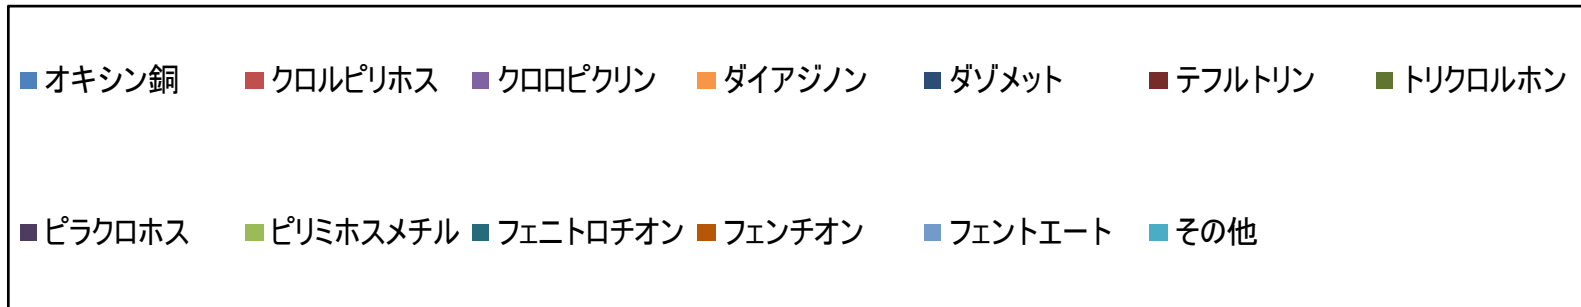 オキシン銅 クロルピリホス クロロピクリン ダイアジノン ダゾメット テフルトリン トリクロルホン
ピラクロホス ピリミホスメチル フェニトロチオン フェンチオン フェントエート その他